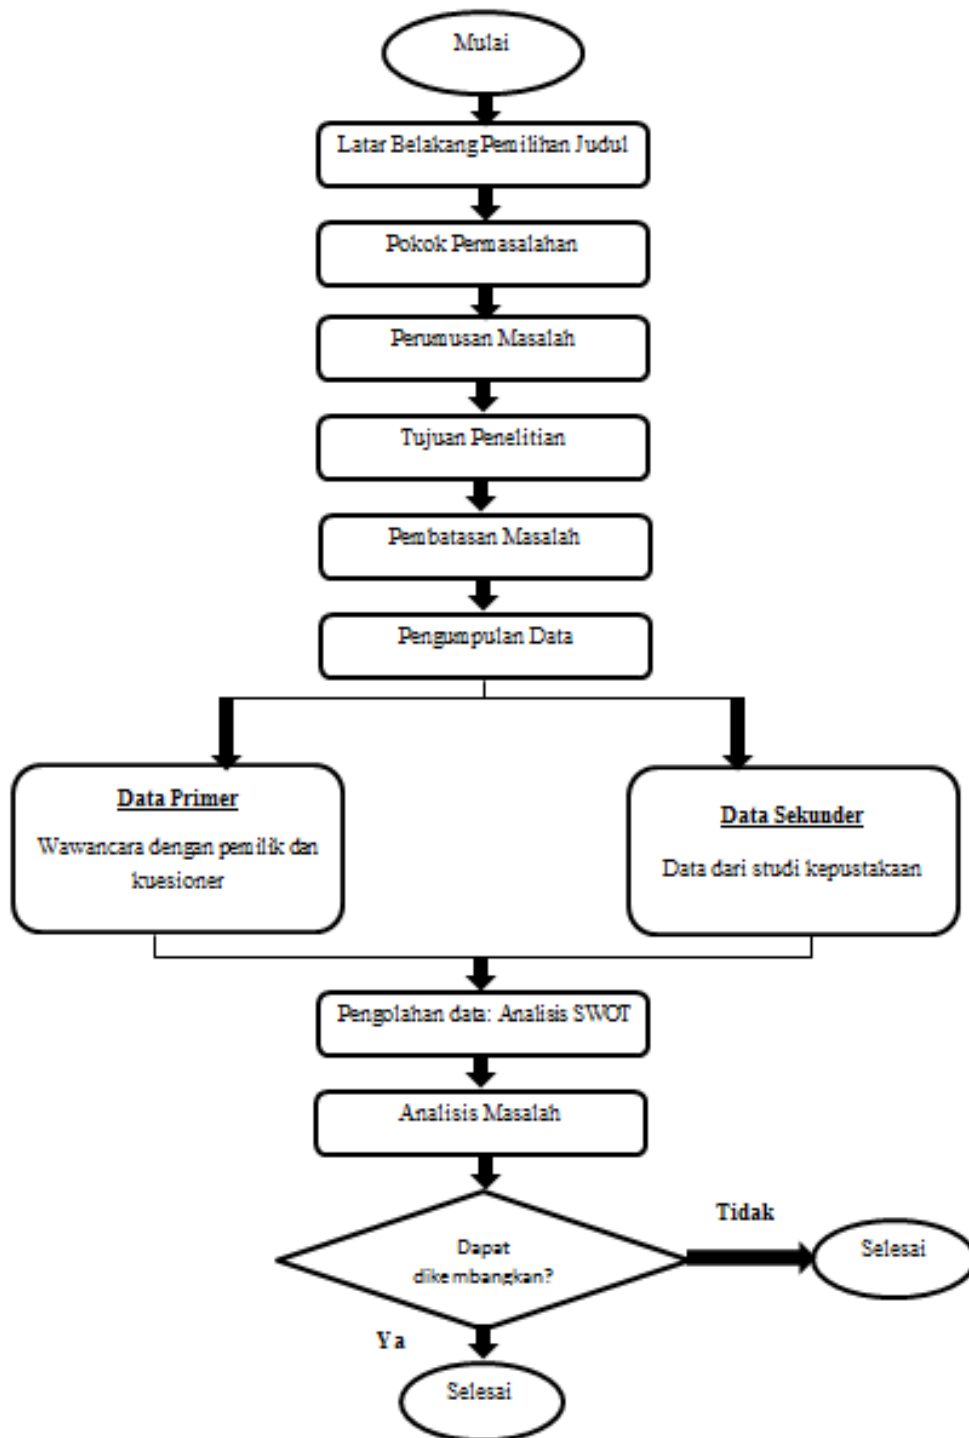 Mulai
Latar Belakang Pemilihan Judul
Pokok Permasalahan
Perumusan Masalah
Tujuan Penelitian
Pembatasan Masalah
Pengumpulan Data
Data Primer
Wawancara dengan pemilik dan
kuesioner
Data Sekunder
Data dari studi kepustakaan
Pengolahan data: Analisis SWOT
Analisis Masalah
Dapat
dikembangkan?
Tidak
Selesai
Ya
Selesai